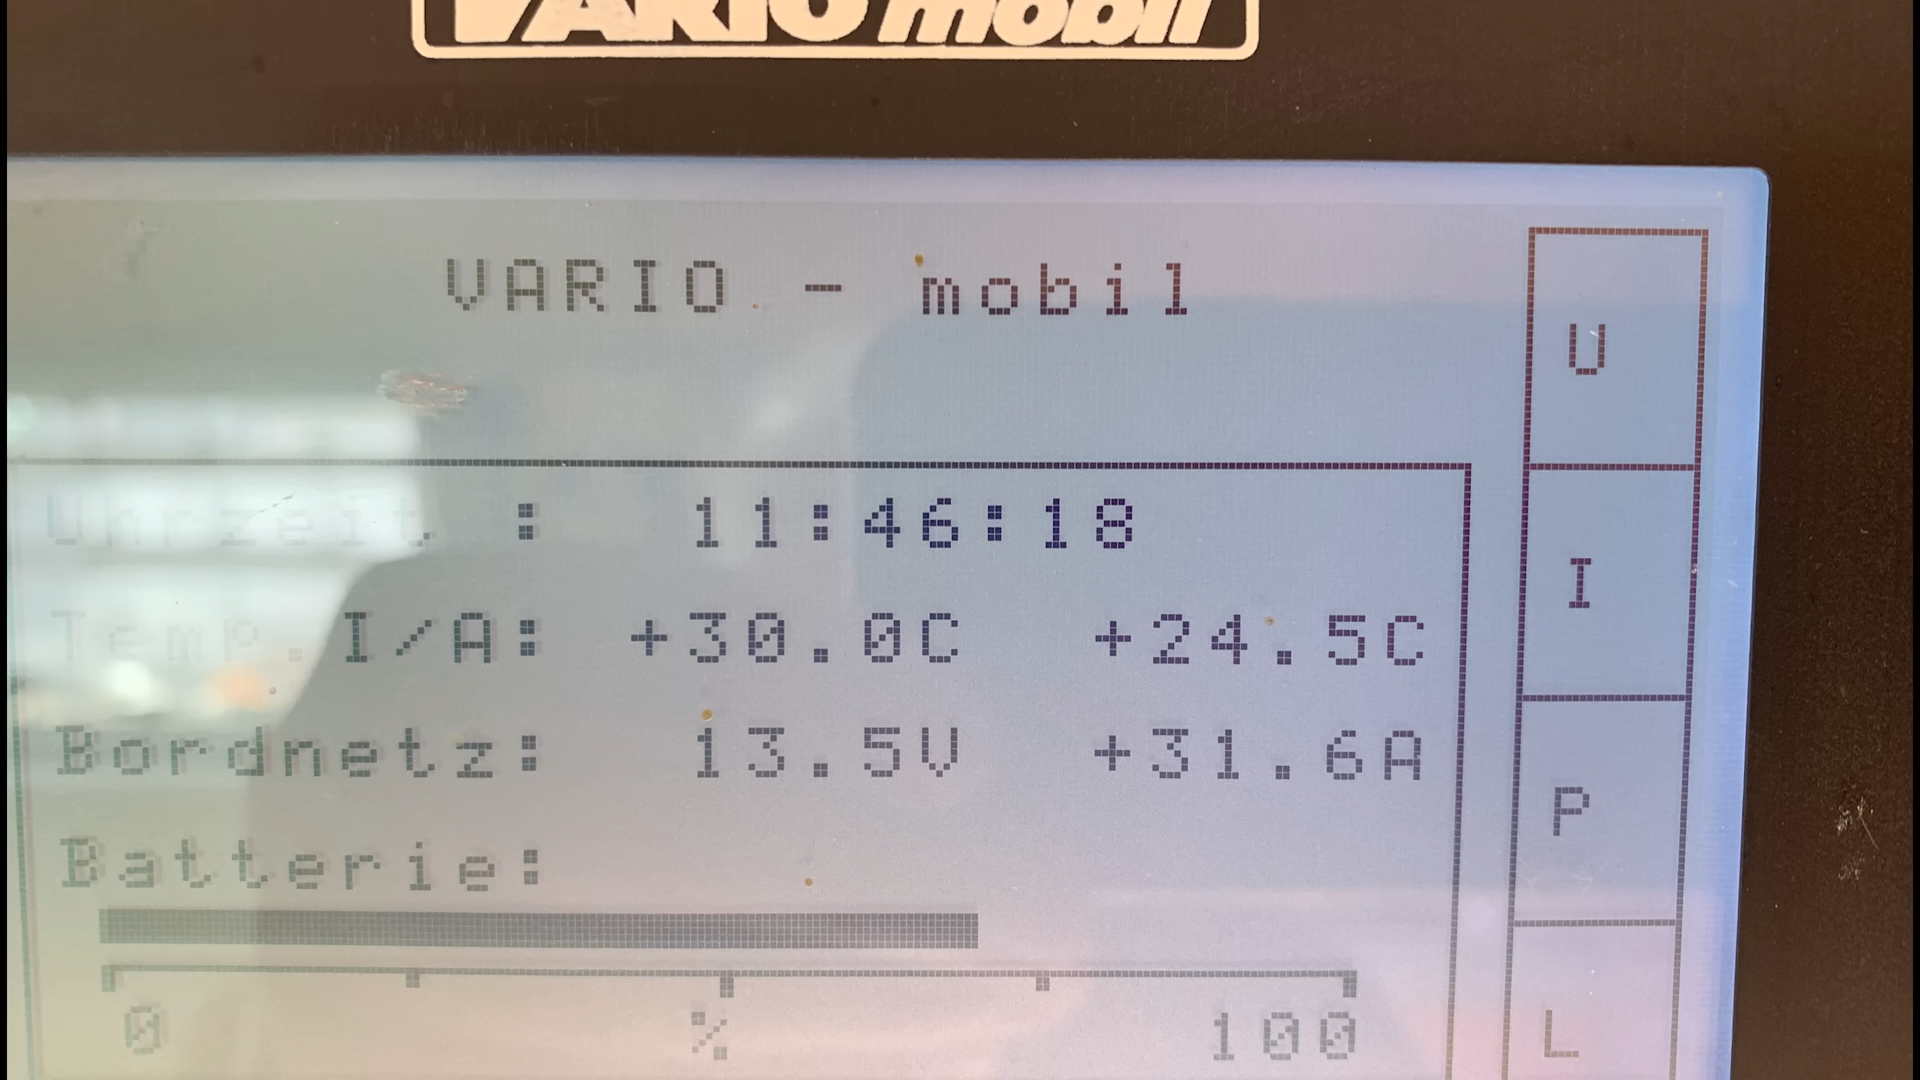 VARIO mobil
VARIO - mobil
Uhrzeit : 11:46:18
Temp. I/A: +30.0C +24.5C
Bordnetz: 13.5V +31.6A
Batterie:
0 % 100
U
I
P
L